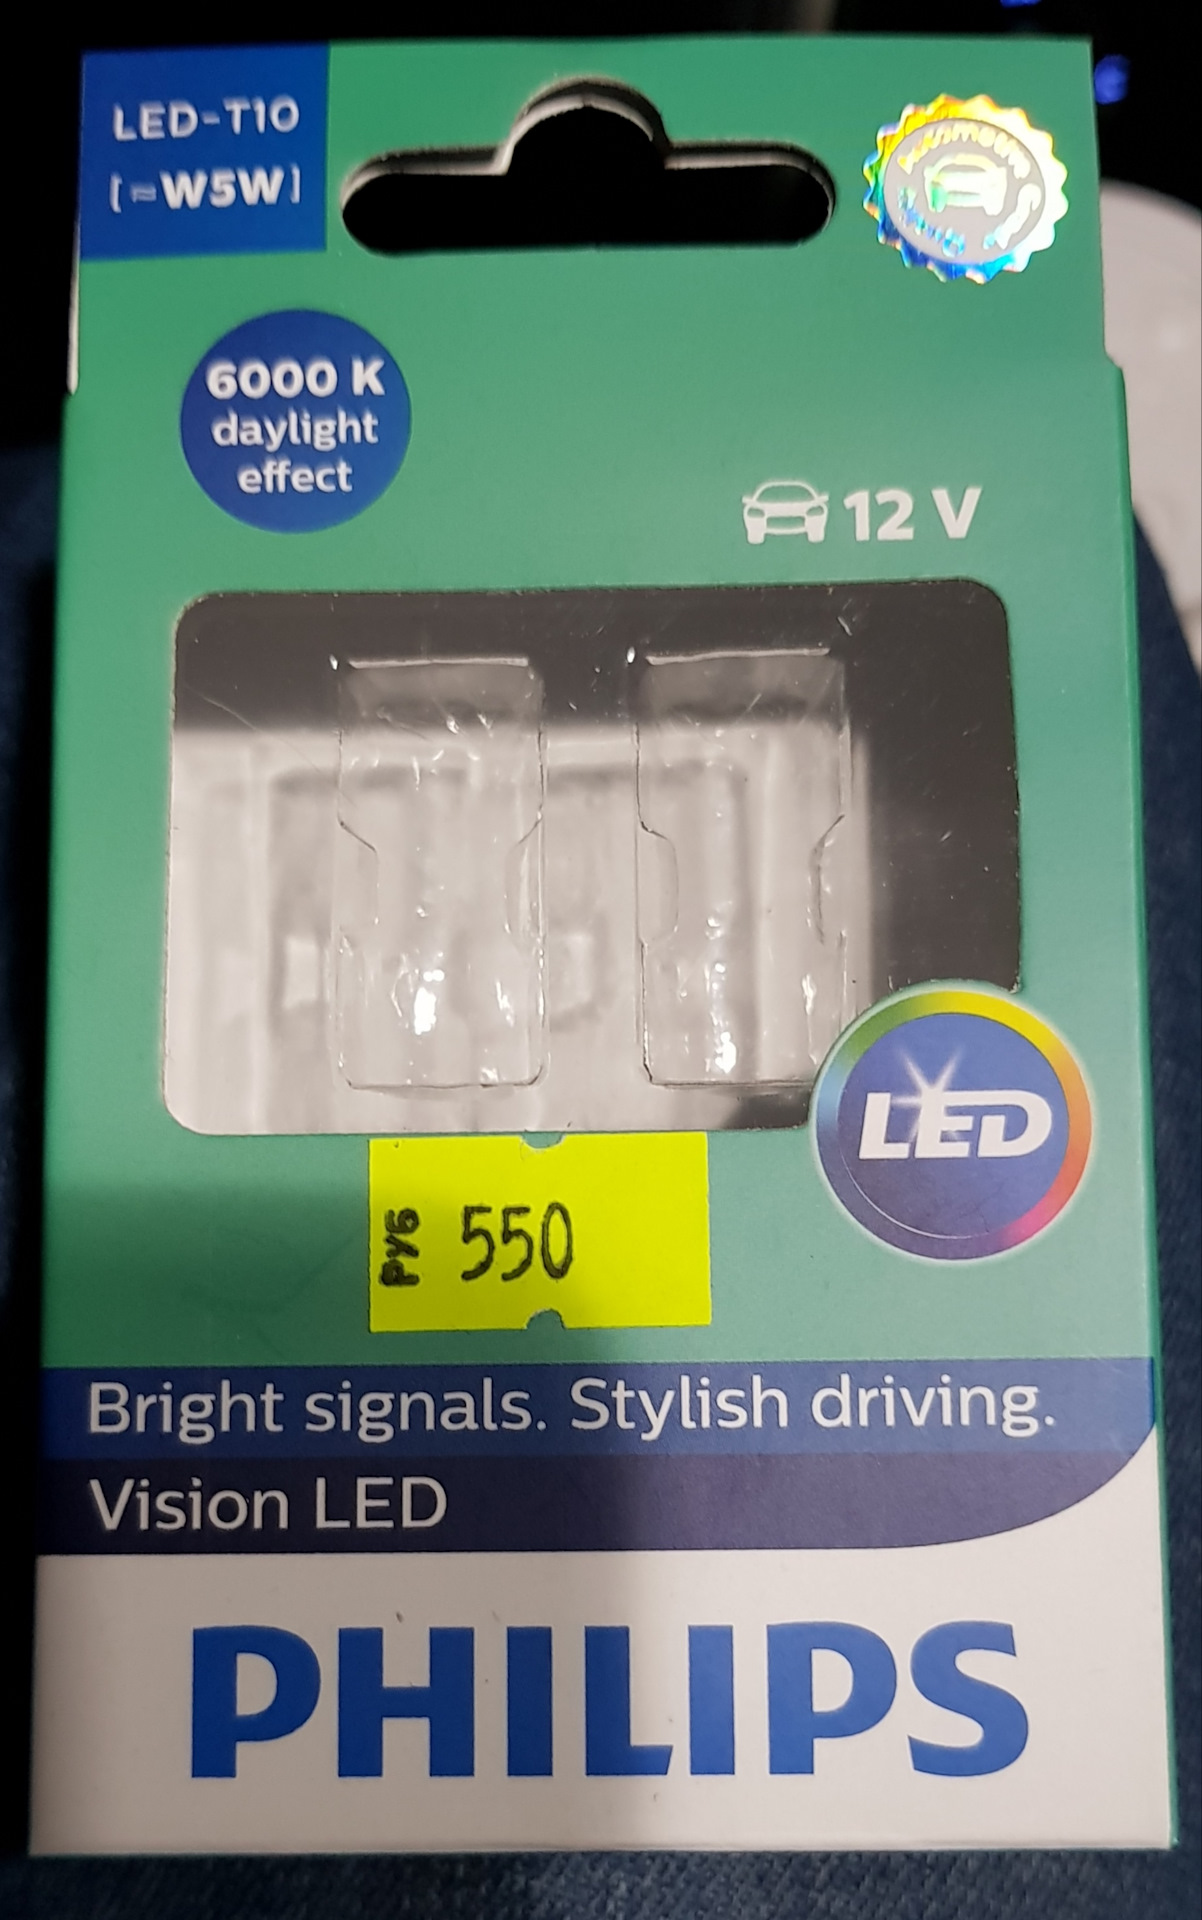 LED-T10
[≈W5W]
6000 K
daylight
effect
12 V
LED
РУБ 550
Bright signals. Stylish driving.
Vision LED
PHILIPS